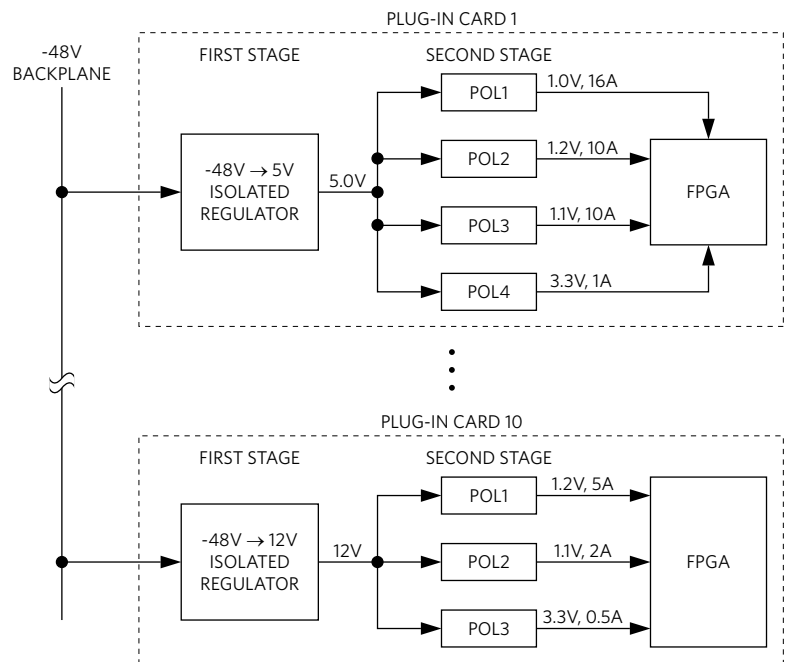 PLUG-IN CARD 1
-48V
BACKPLANE
FIRST STAGE
SECOND STAGE
-48V → 5V
ISOLATED
REGULATOR
5.0V
POL1
1.0V, 16A
POL2
1.2V, 10A
POL3
1.1V, 10A
POL4
3.3V, 1A
FPGA
PLUG-IN CARD 10
FIRST STAGE
SECOND STAGE
-48V → 12V
ISOLATED
REGULATOR
12V
POL1
1.2V, 5A
POL2
1.1V, 2A
POL3
3.3V, 0.5A
FPGA